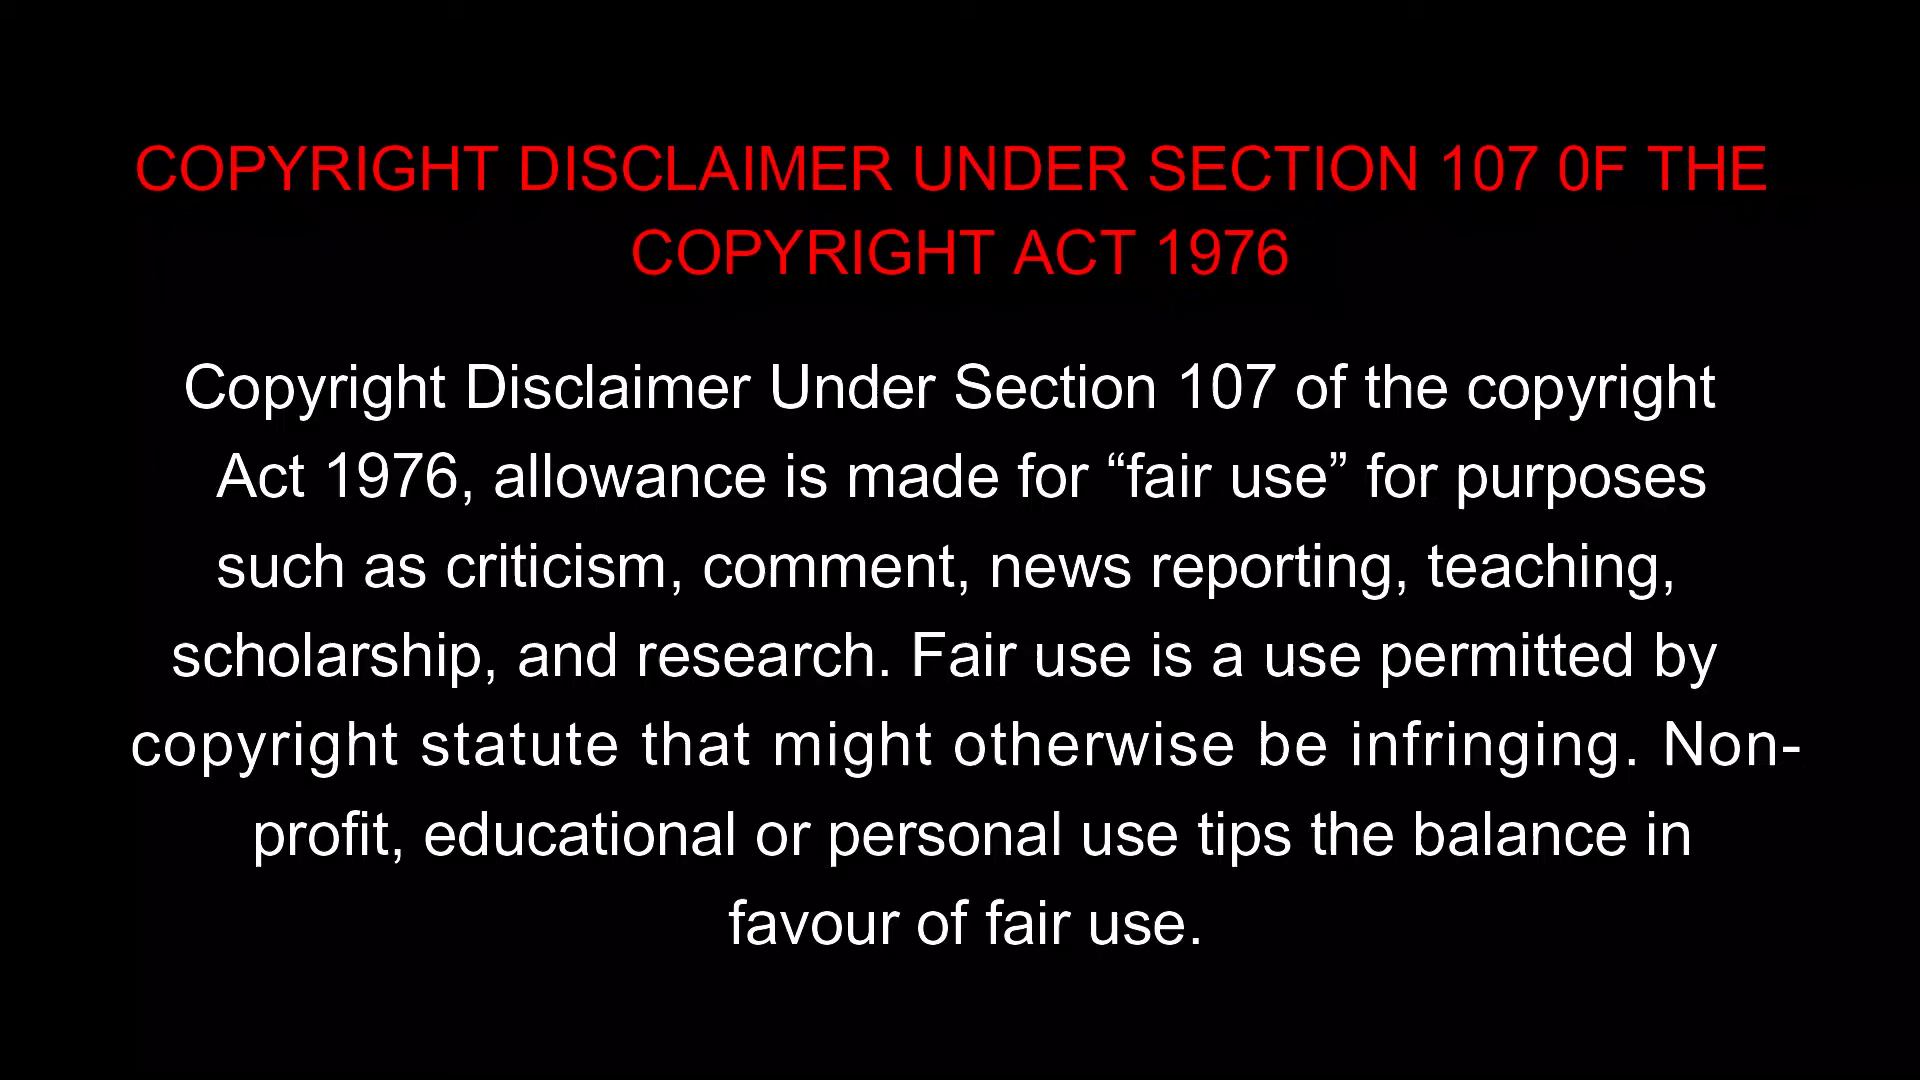 COPYRIGHT DISCLAIMER UNDER SECTION 107 0F THE
COPYRIGHT ACT 1976
Copyright Disclaimer Under Section 107 of the copyright
Act 1976, allowance is made for “fair use” for purposes
such as criticism, comment, news reporting, teaching,
scholarship, and research. Fair use is a use permitted by
copyright statute that might otherwise be infringing. Non-
profit, educational or personal use tips the balance in
favour of fair use.